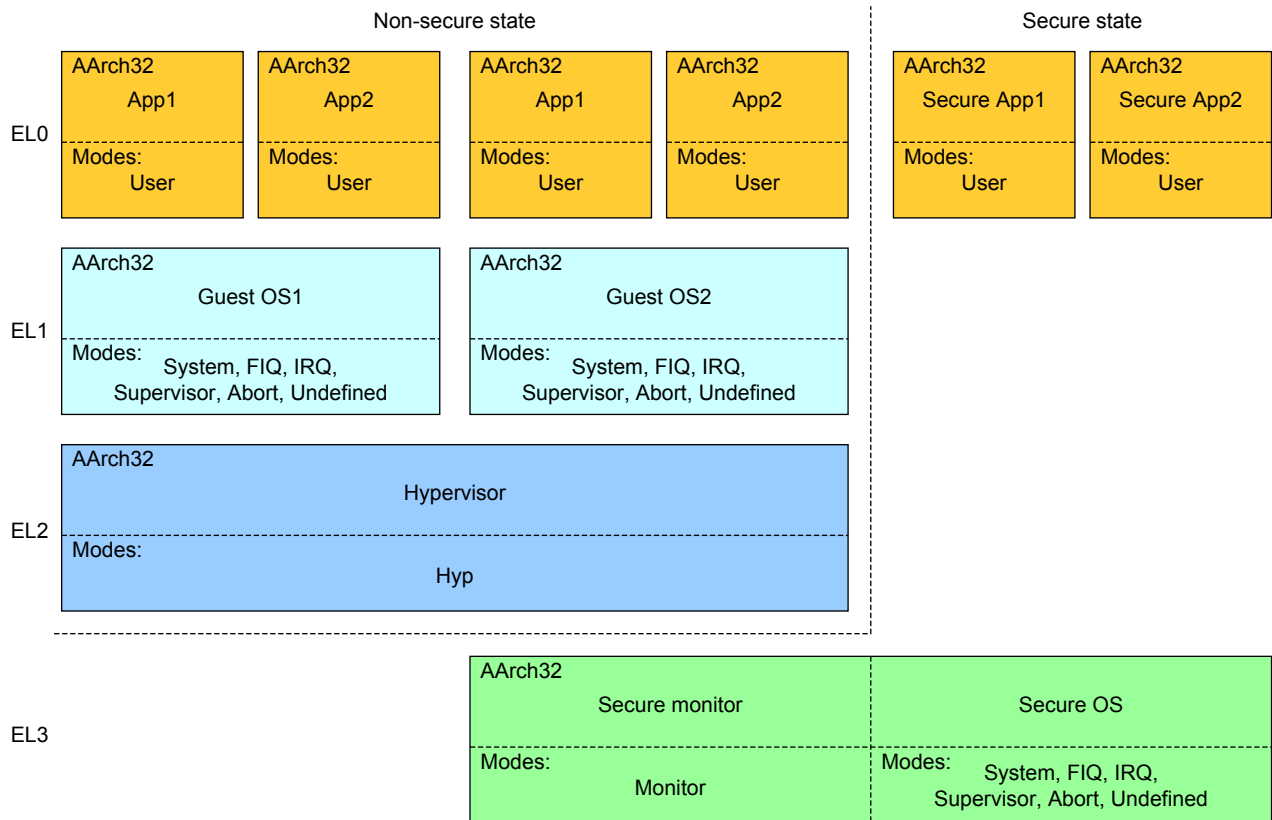 Non-secure state
Secure state
EL0
AArch32
App1
Modes:
User
AArch32
App2
Modes:
User
AArch32
App1
Modes:
User
AArch32
App2
Modes:
User
AArch32
Secure App1
Modes:
User
AArch32
Secure App2
Modes:
User
EL1
AArch32
Guest OS1
Modes:
System, FIQ, IRQ,
Supervisor, Abort, Undefined
AArch32
Guest OS2
Modes:
System, FIQ, IRQ,
Supervisor, Abort, Undefined
EL2
AArch32
Hypervisor
Modes:
Hyp
EL3
AArch32
Secure monitor
Modes:
Monitor
Secure OS
Modes:
System, FIQ, IRQ,
Supervisor, Abort, Undefined